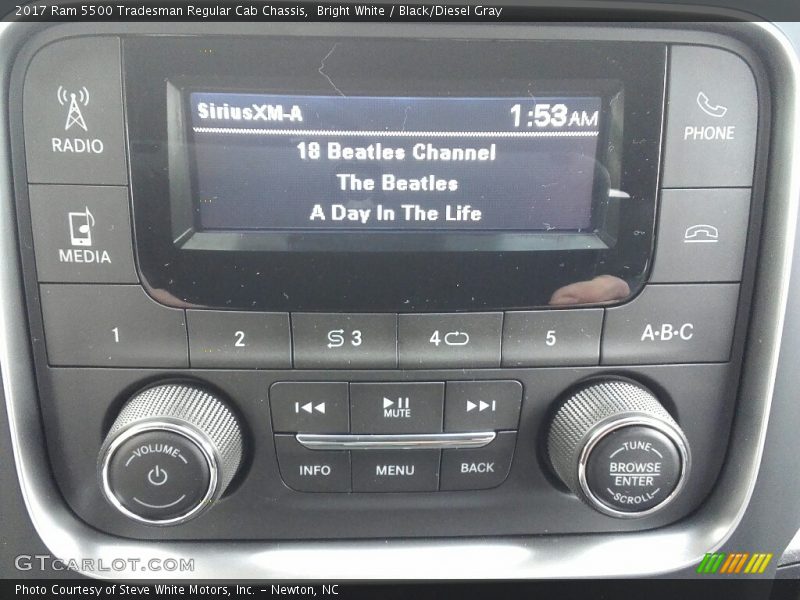 2017 Ram 5500 Tradesman Regular Cab Chassis,  Bright White / Black/Diesel Gray
SiriusXM-A
1:53AM
18 Beatles Channel
The Beatles
A Day In The Life
RADIO
MEDIA
PHONE
1
2
3
4
5
A•B•C
MUTE
INFO
MENU
BACK
VOLUME
TUNE
BROWSE
ENTER
SCROLL
GTCARLOT.COM
Photo Courtesy of Steve White Motors, Inc. – Newton, NC